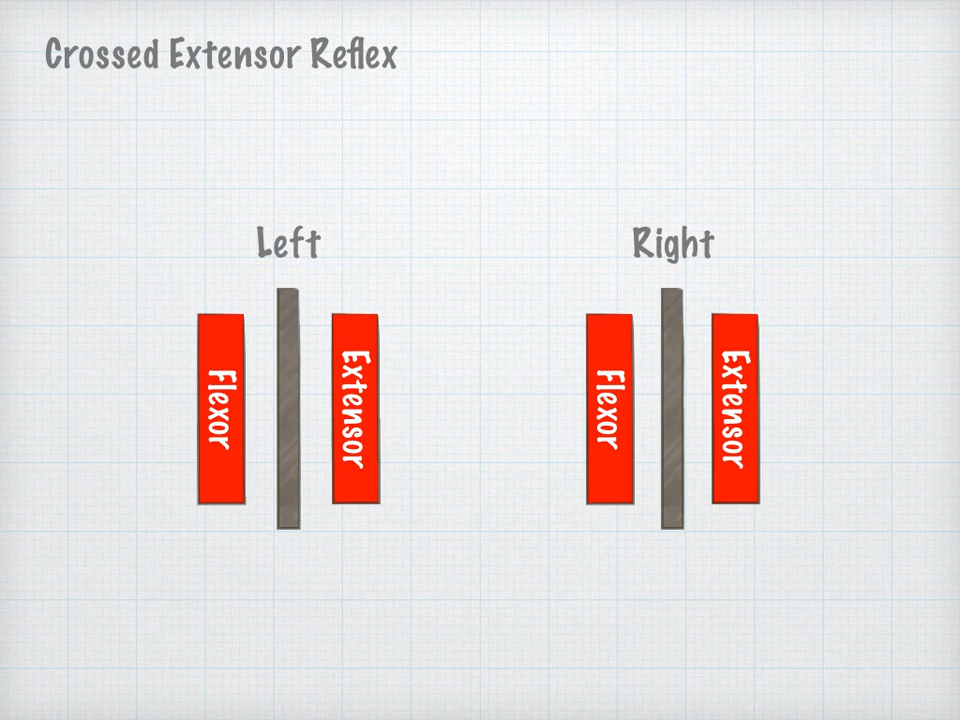 Crossed Extensor Reflex
Left
Right
Flexor
Extensor
Flexor
Extensor